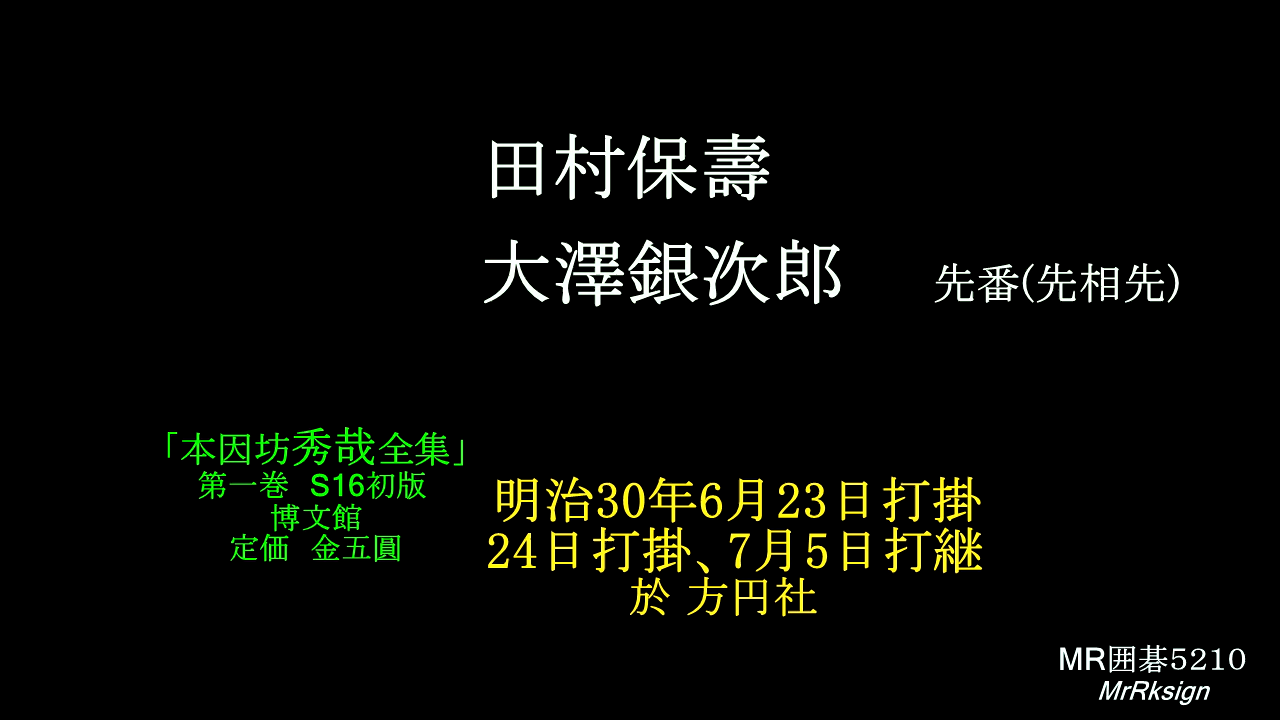 田村保壽
大澤銀次郎 先番(先相先)
「本因坊秀哉全集」
第一巻 S16初版
博文館
定価 金五圓
明治30年6月23日打掛
24日打掛、7月5日打継
於 方円社
MR囲碁5210
MrRksign